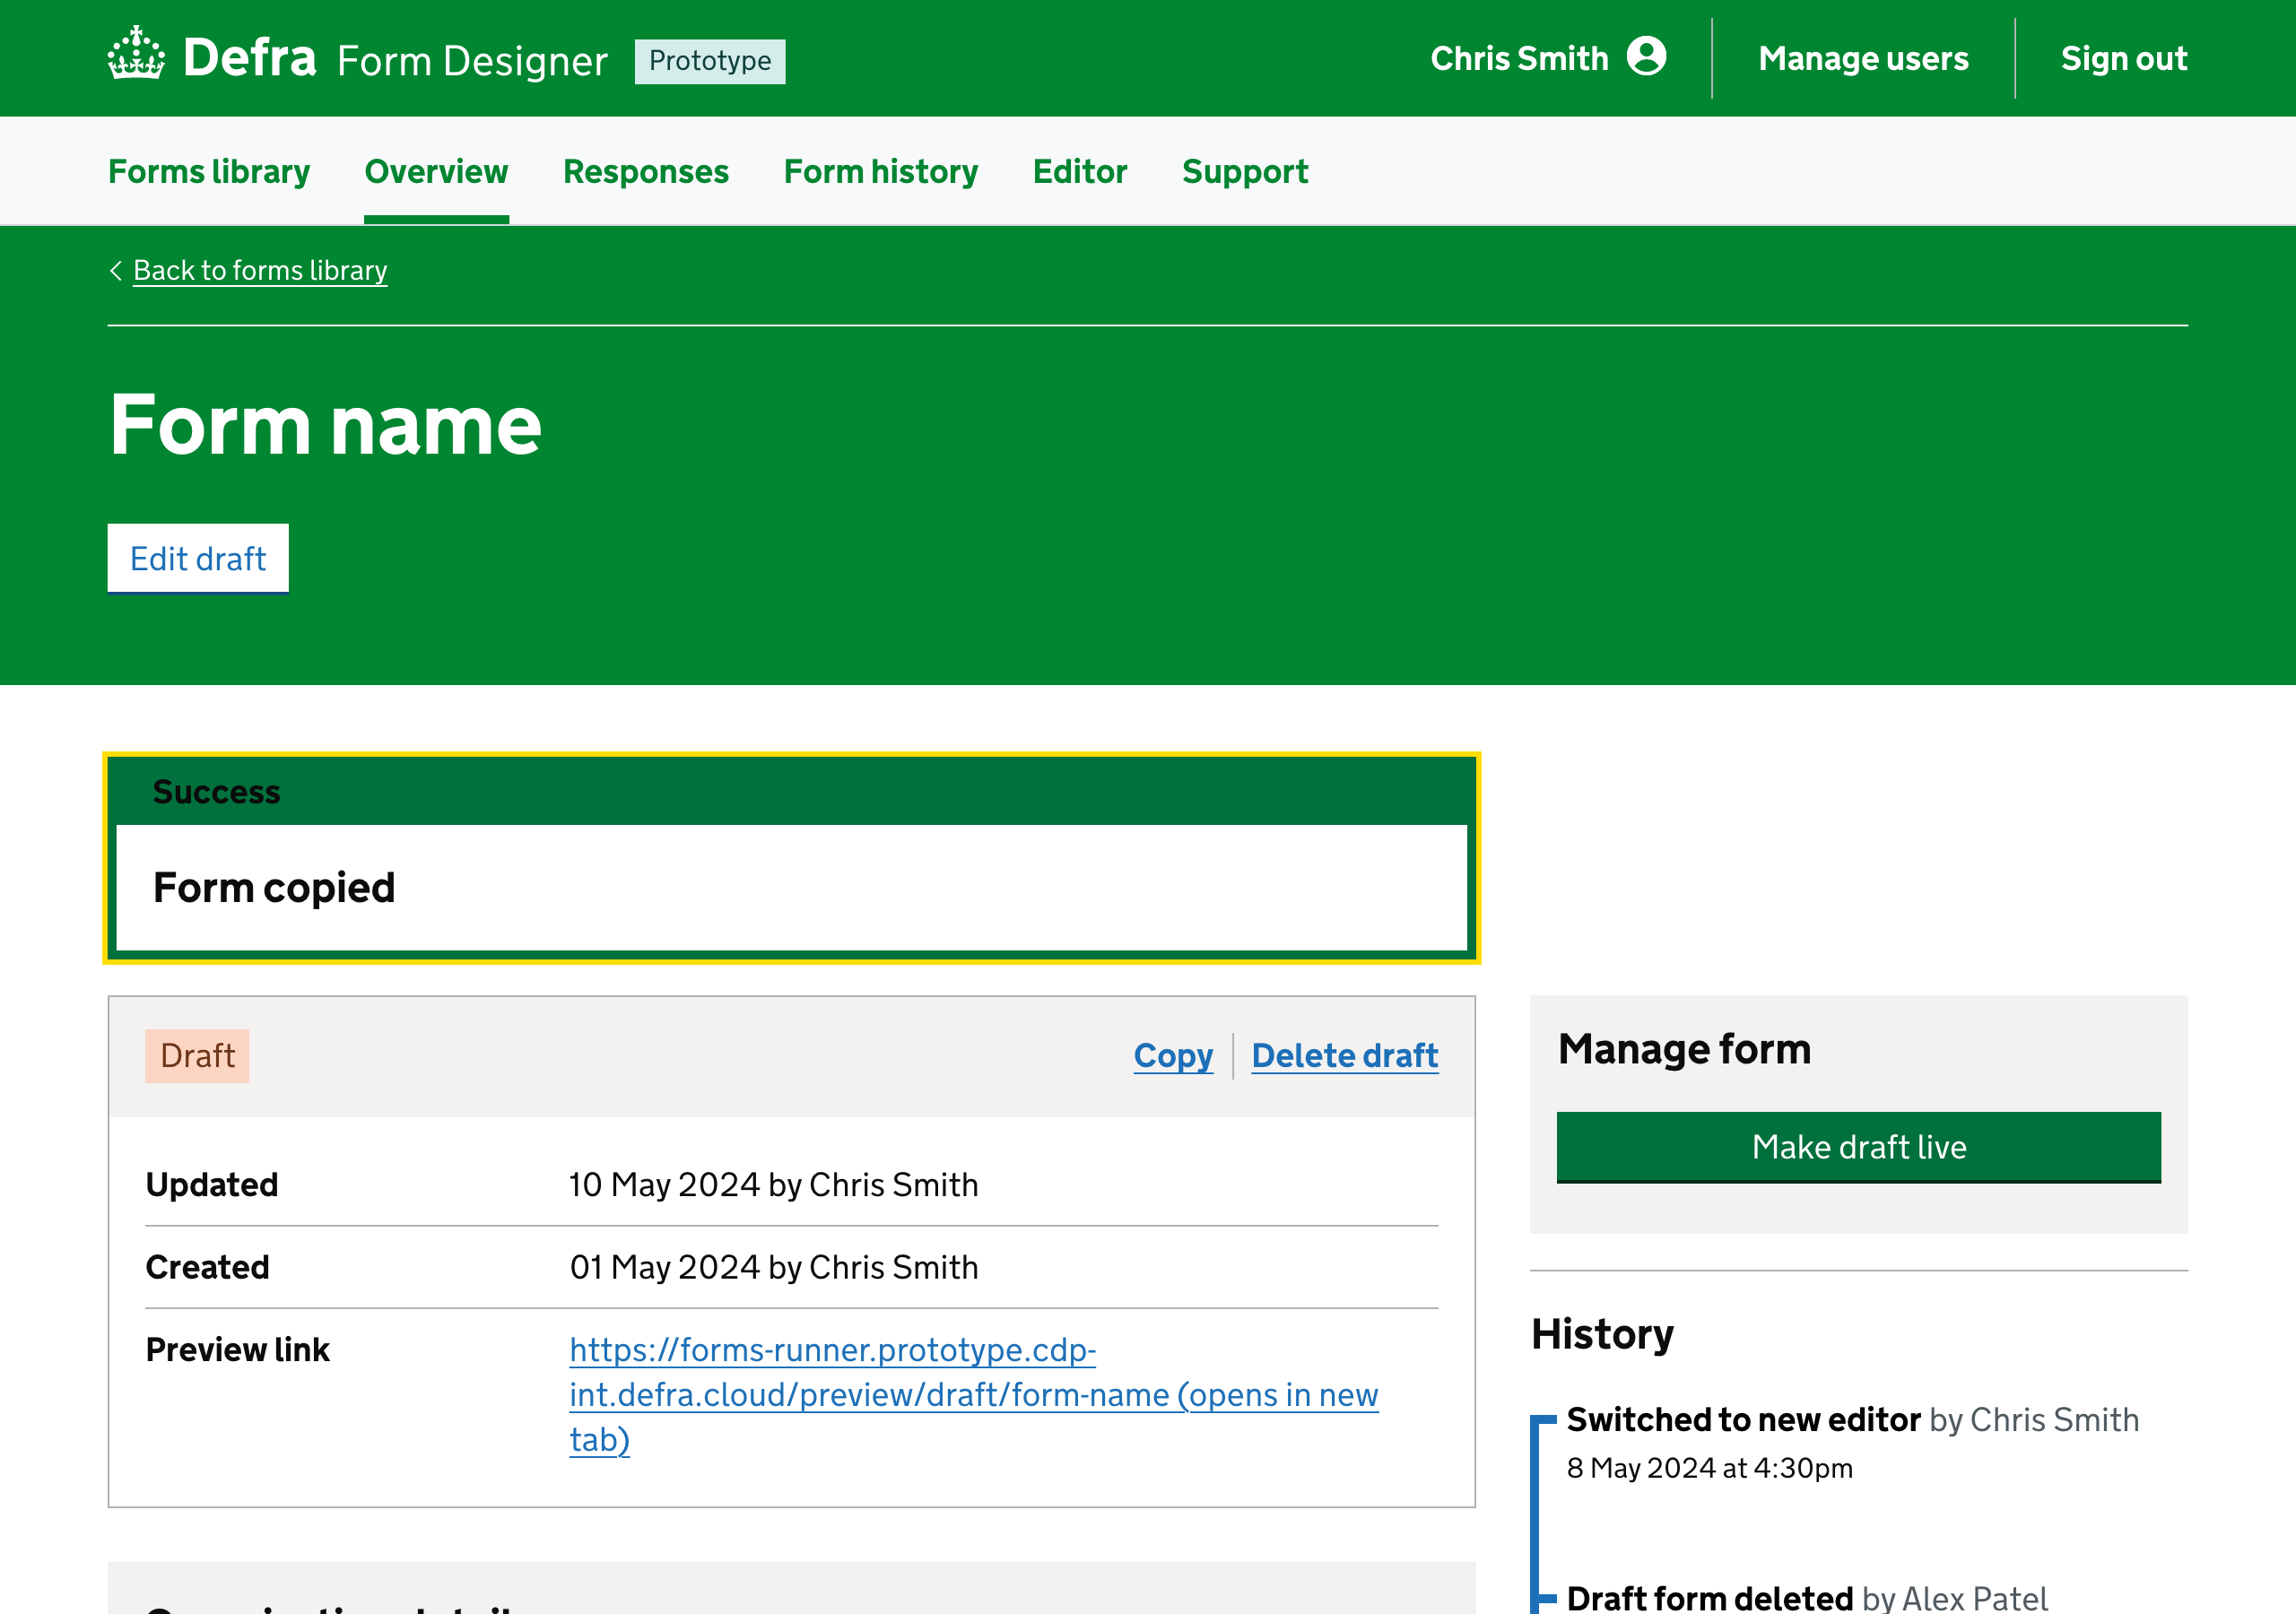 Defra Form Designer Prototype
Chris Smith Manage users Sign out
Forms library Overview Responses Form history Editor Support
Back to forms library
Form name
Edit draft
Success
Form copied
Draft
Copy Delete draft
Updated 10 May 2024 by Chris Smith
Created 01 May 2024 by Chris Smith
Preview link https://forms-runner.prototype.cdp-
int.defra.cloud/preview/draft/form-name (opens in new
tab)
Manage form
Make draft live
History
Switched to new editor by Chris Smith
8 May 2024 at 4:30pm
Draft form deleted by Alex Patel